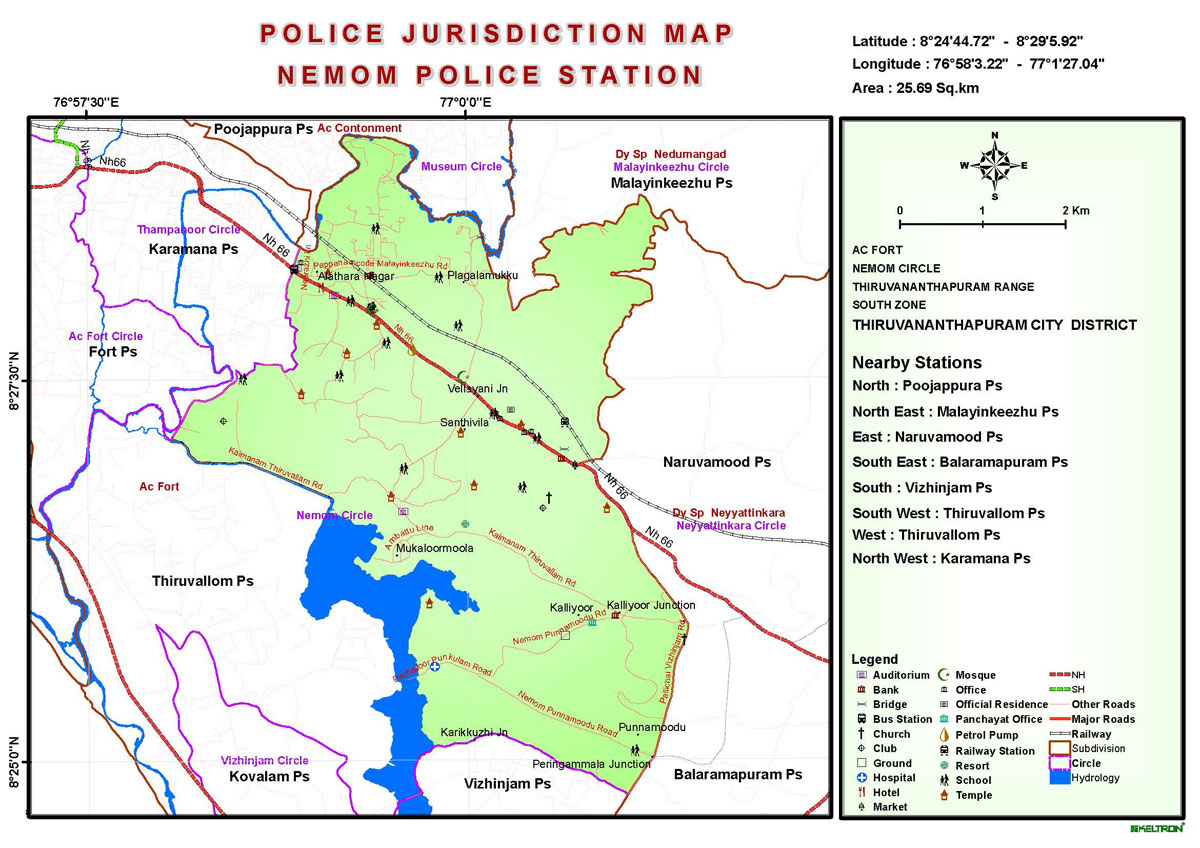 POLICE JURISDICTION MAP
NEMOM POLICE STATION
Latitude : 8°24'44.72" - 8°29'5.92"
Longitude : 76°58'3.22" - 77°1'27.04"
Area : 25.69 Sq.km
76°57'30"E
77°0'0"E
8°27'30"N
8°25'0"N
Poojappura Ps
Ac Contonment
Museum Circle
Dy Sp Nedumangad
Malayinkeezhu Circle
Malayinkeezhu Ps
Nh66
Nh66
Thampanoor Circle
Karamana Ps
Nh 66
Pappanamcode Malayinkeezhu Rd
Alathara Nagar
Plagalamukku
Ac Fort Circle
Fort Ps
Nh 66
Vellayani Jn
Santhivila
Kaimanam Thiruvallam Rd
Naruvamood Ps
Nh 66
Ac Fort
Nemom Circle
Dy Sp Neyyattinkara
Neyyattinkara Circle
Nh 66
Ambattu Line
Mukaloormoola
Kaimanam Thiruvallam Rd
Thiruvallom Ps
Kalliyoor
Kalliyoor Junction
Nemom Punnamoodu Rd
Pallichal Vizhinjam Rd
Punkulam Road
Nemom Punnamoodu Road
Punnamoodu
Karikkuzhi Jn
Peringammala Junction
Vizhinjam Circle
Kovalam Ps
Vizhinjam Ps
Balaramapuram Ps
N
W
E
S
0
1
2 Km
AC FORT
NEMOM CIRCLE
THIRUVANANTHAPURAM RANGE
SOUTH ZONE
THIRUVANANTHAPURAM CITY DISTRICT
Nearby Stations
North : Poojappura Ps
North East : Malayinkeezhu Ps
East : Naruvamood Ps
South East : Balaramapuram Ps
South : Vizhinjam Ps
South West : Thiruvallom Ps
West : Thiruvallom Ps
North West : Karamana Ps
Legend
Auditorium
Bank
Bridge
Bus Station
Church
Club
Ground
Hospital
Hotel
Market
Mosque
Office
Official Residence
Panchayat Office
Petrol Pump
Railway Station
Resort
School
Temple
NH
SH
Other Roads
Major Roads
Railway
Subdivision
Circle
Hydrology
KELTRON